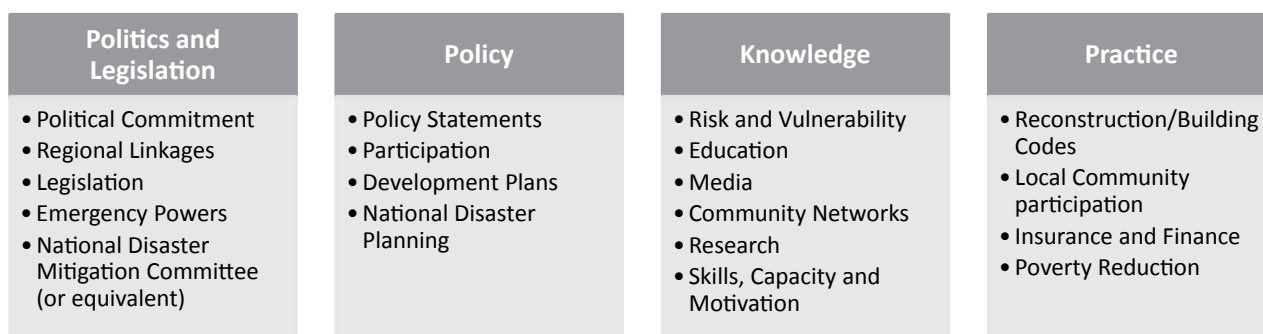 Politics and
Legislation
• Political Commitment
• Regional Linkages
• Legislation
• Emergency Powers
• National Disaster
Mitigation Committee
(or equivalent)
Policy
• Policy Statements
• Participation
• Development Plans
• National Disaster
Planning
Knowledge
• Risk and Vulnerability
• Education
• Media
• Community Networks
• Research
• Skills, Capacity and
Motivation
Practice
• Reconstruction/Building
Codes
• Local Community
participation
• Insurance and Finance
• Poverty Reduction